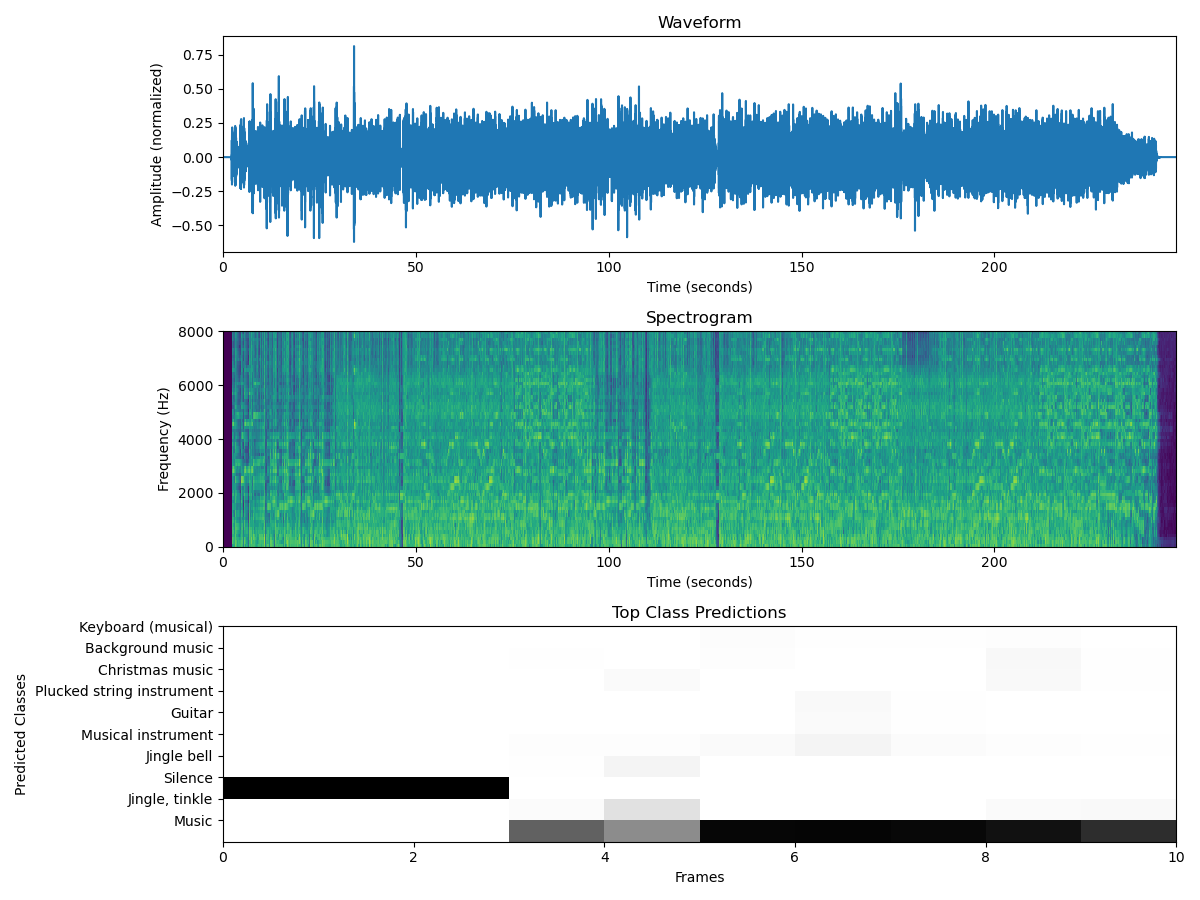 Waveform
0.75
0.50
0.25
0.00
−0.25
−0.50
Amplitude (normalized)
0 50 100 150 200
Time (seconds)
Spectrogram
8000
6000
4000
2000
0
Frequency (Hz)
0 50 100 150 200
Time (seconds)
Top Class Predictions
Keyboard (musical)
Background music
Christmas music
Plucked string instrument
Guitar
Musical instrument
Jingle bell
Silence
Jingle, tinkle
Music
Predicted Classes
0 2 4 6 8 10
Frames